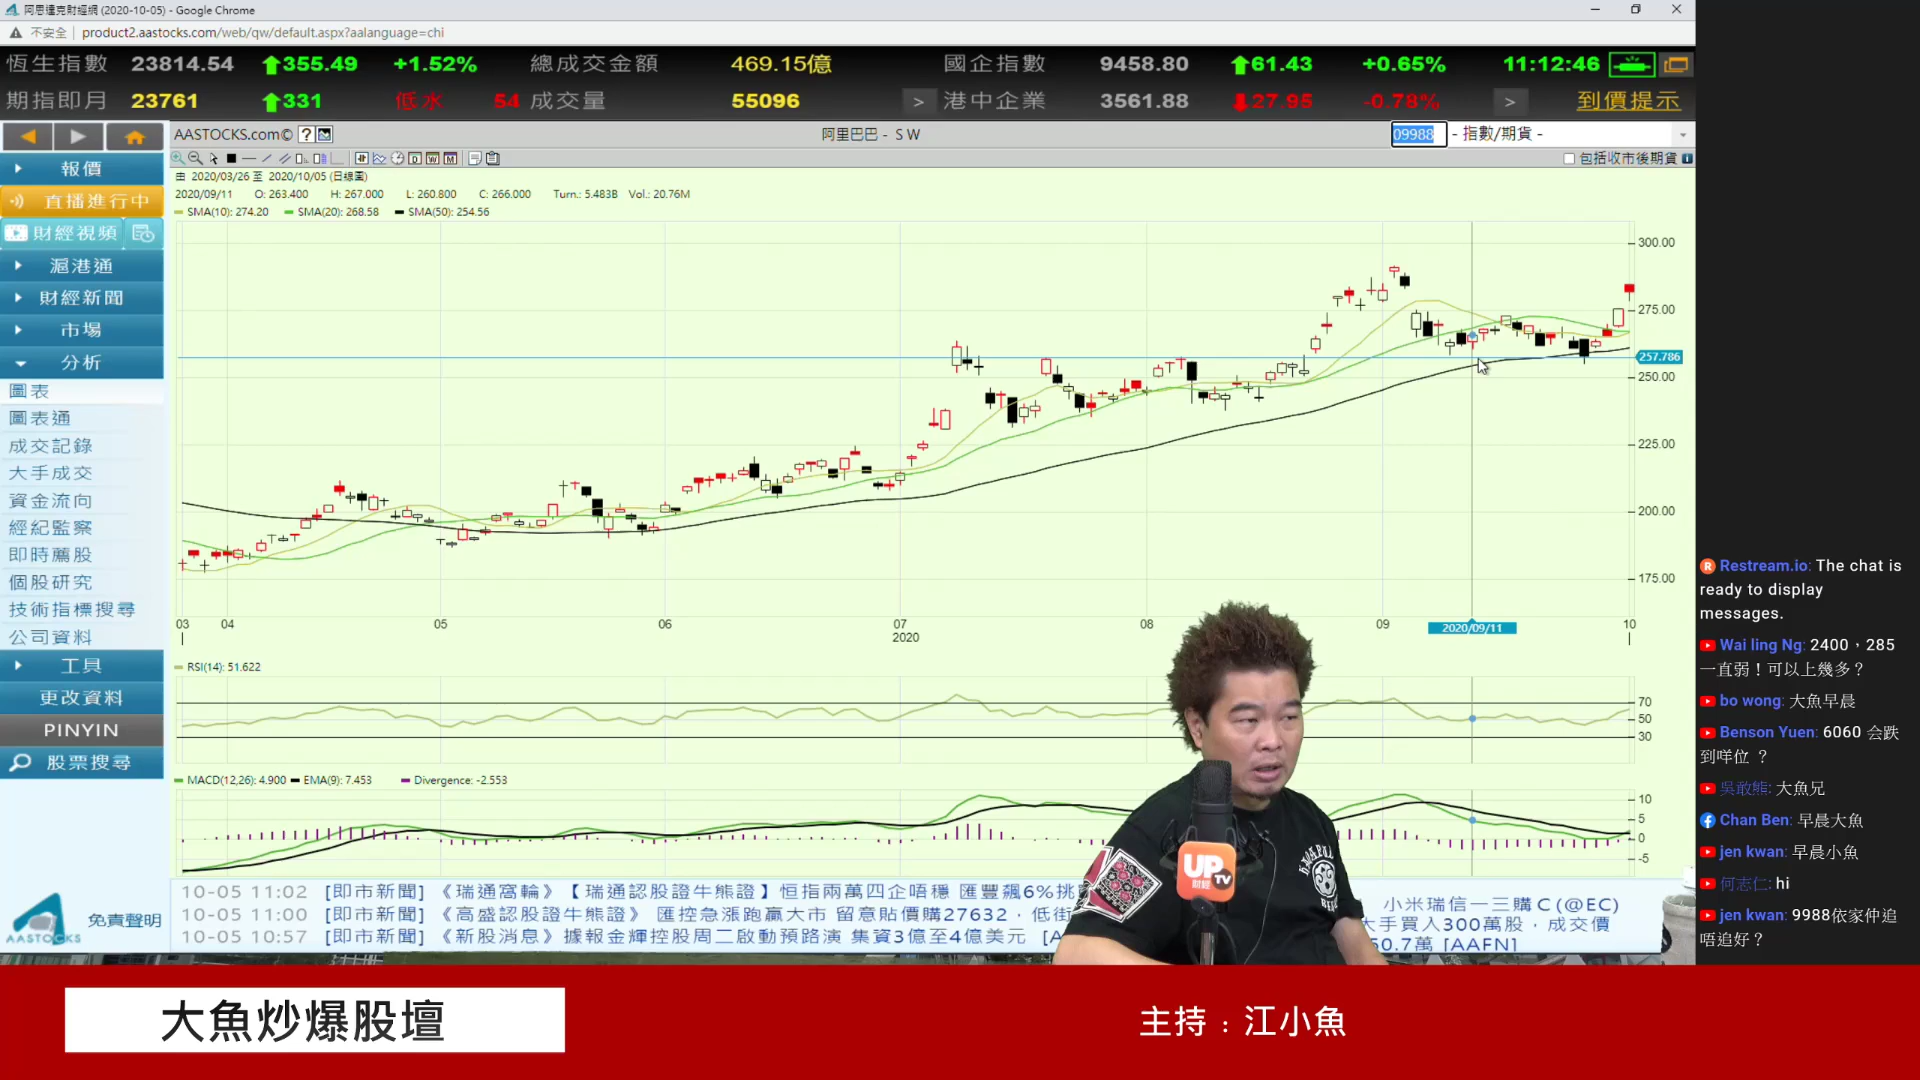 阿思達克財經網 (2020-10-05) - Google Chrome
不安全 | product2.aastocks.com/web/qw/default.aspx?aalanguage=chi
恆生指數 23814.54 355.49 +1.52% 總成交金額 469.15億 國企指數 9458.80 61.43 +0.65% 11:12:46
期指即月 23761 331 低水 54 成交量 55096 > 港中企業 3561.88 27.95 -0.78% > 到價提示
AASTOCKS.com© ? 阿里巴巴 - S W 09988 - 指數/期貨 -
包括收市後期貨
由 2020/03/26 至 2020/10/05 (日線圖)
2020/09/11 O: 263.400 H: 267.000 L: 260.800 C: 266.000 Turn.: 5.483B Vol.: 20.76M
SMA(10): 274.20 SMA(20): 268.58 SMA(50): 254.56
報價
直播進行中
財經視頻
滬港通
財經新聞
市場
分析
圖表
圖表通
成交記錄
大手成交
資金流向
經紀監察
即時薦股
個股研究
技術指標搜尋
公司資料
工具
更改資料
PINYIN
股票搜尋
AASTOCKS
免責聲明
300.00
275.00
257.786
250.00
225.00
200.00
175.00
03 04 05 06 07 08 09 2020/09/11 10
2020
RSI(14): 51.622
70
50
30
MACD(12,26): 4.900 EMA(9): 7.453 Divergence: -2.553
10
5
0
-5
10-05 11:02 [即市新聞] 《瑞通窩輪》【瑞通認股證牛熊證】恒指兩萬四企唔穩 匯豐飆6%挑
10-05 11:00 [即市新聞] 《高盛認股證牛熊證》 匯控急漲跑贏大市 留意貼價購27632，低街
10-05 10:57 [即市新聞] 《新股消息》據報金輝控股周二啟動預路演 集資3億至4億美元 [A
小米瑞信一三購Ｃ(@EC)
大手買入300萬股，成交價
50.7萬 [AAFN]
UP
財經 TV
Restream.io: The chat is
ready to display
messages.
Wai ling Ng: 2400，285
一直弱！可以上幾多？
bo wong: 大魚早晨
Benson Yuen: 6060 会跌
到咩位 ？
吳敢熊: 大魚兄
Chan Ben: 早晨大魚
jen kwan: 早晨小魚
何志仁: hi
jen kwan: 9988依家仲追
唔追好？
大魚炒爆股壇
主持：江小魚